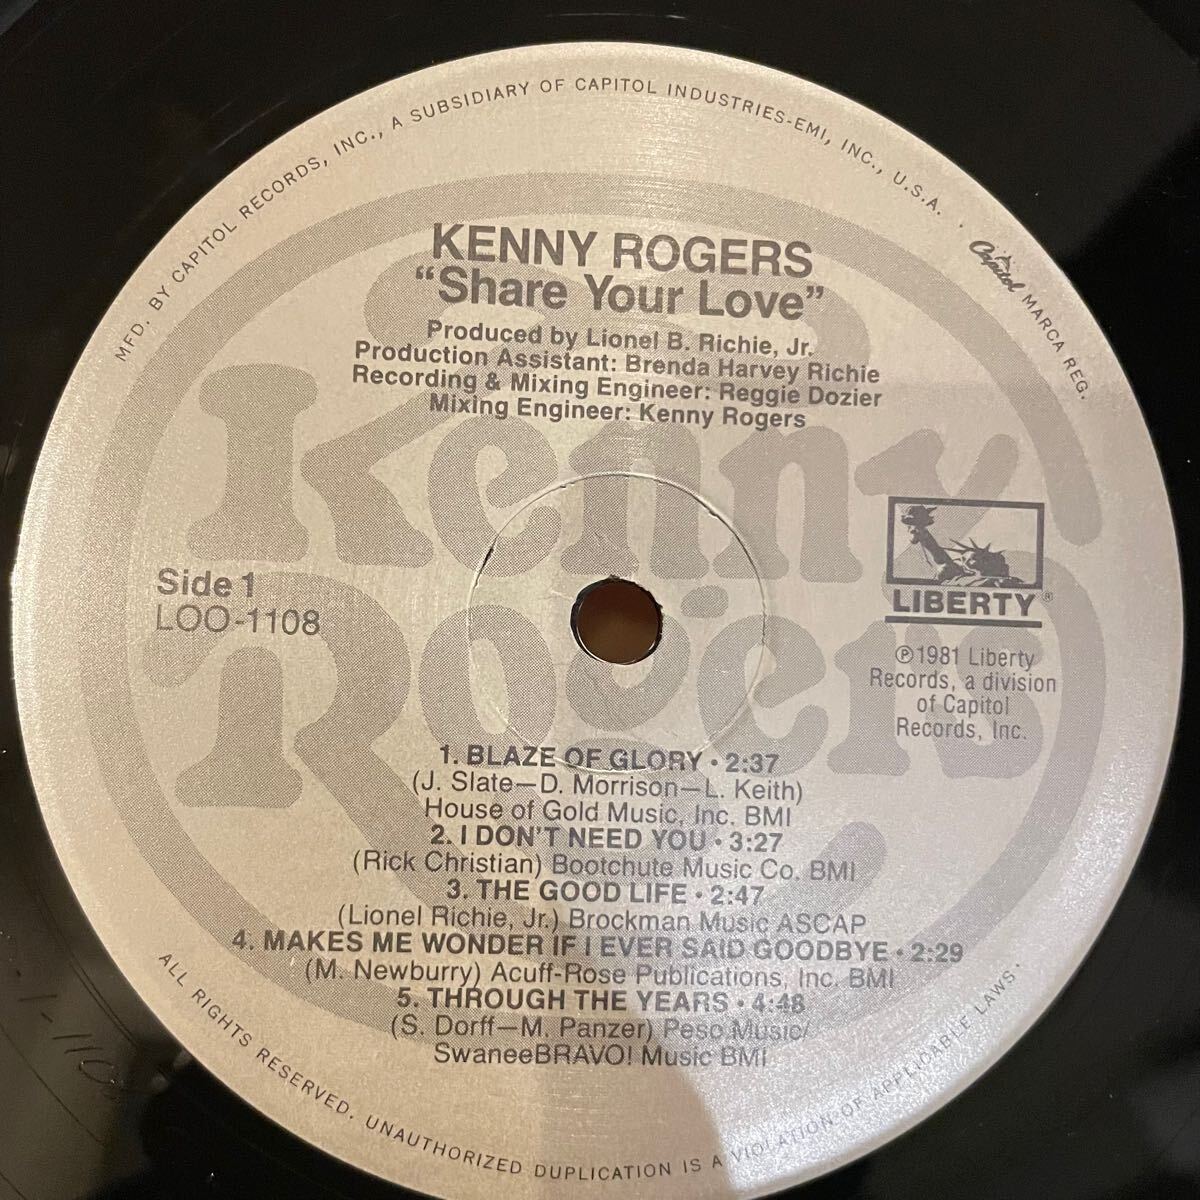 MFD. BY CAPITOL RECORDS, INC., A SUBSIDIARY OF CAPITOL INDUSTRIES-EMI, INC., U.S.A. · Capitol MARCA REG.
KENNY ROGERS
“Share Your Love”
Produced by Lionel B. Richie, Jr.
Production Assistant: Brenda Harvey Richie
Recording & Mixing Engineer: Reggie Dozier
Mixing Engineer: Kenny Rogers
Kenny
Rogers
Side 1
LOO-1108
LIBERTY®
℗1981 Liberty
Records, a division
of Capitol
Records, Inc.
1. BLAZE OF GLORY · 2:37
(J. Slate—D. Morrison—L. Keith)
House of Gold Music, Inc. BMI
2. I DON'T NEED YOU · 3:27
(Rick Christian) Bootchute Music Co. BMI
3. THE GOOD LIFE · 2:47
(Lionel Richie, Jr.) Brockman Music ASCAP
4. MAKES ME WONDER IF I EVER SAID GOODBYE · 2:29
(M. Newburry) Acuff-Rose Publications, Inc. BMI
5. THROUGH THE YEARS · 4:48
(S. Dorff—M. Panzer) Peso Music/
SwaneeBRAVO! Music BMI
ALL RIGHTS RESERVED. UNAUTHORIZED DUPLICATION IS A VIOLATION OF APPLICABLE LAWS.